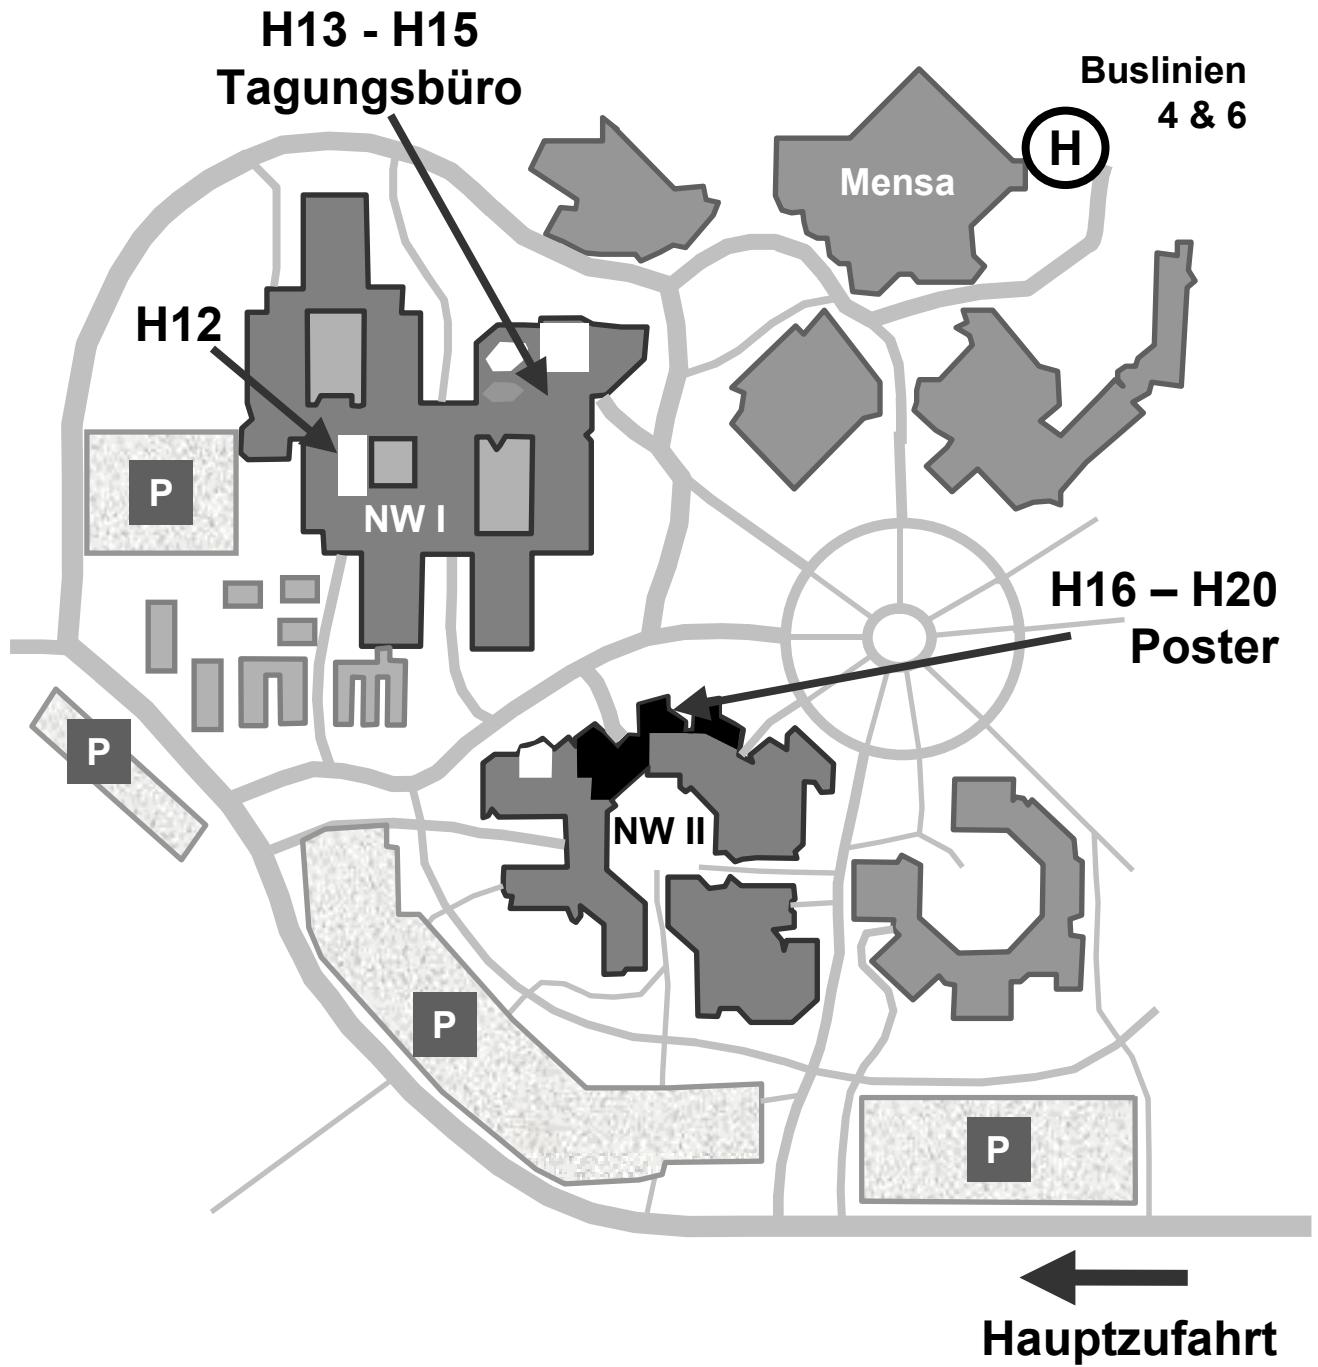 H13 - H15
Tagungsbüro
Buslinien
4 & 6
H
Mensa
H12
P
NW I
H16 – H20
Poster
P
NW II
P
P
Hauptzufahrt